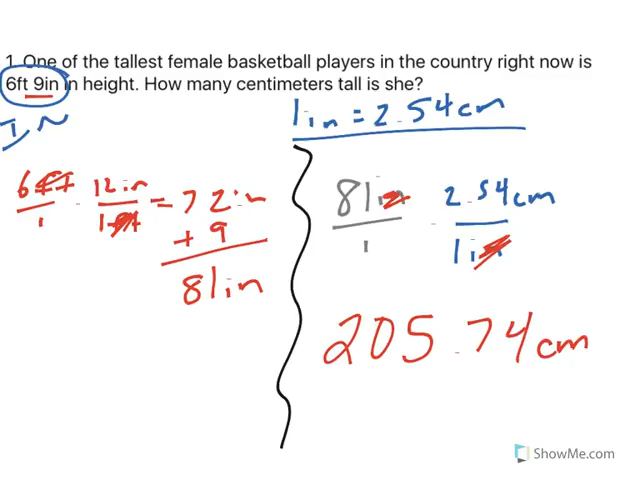 1. One of the tallest female basketball players in the country right now is
6ft 9in in height. How many centimeters tall is she?
1in = 2.54cm
IN
6ft/1 · 12in/1ft = 72in
+ 9
81in
81in/1 · 2.54cm/1in
205.74cm
ShowMe.com